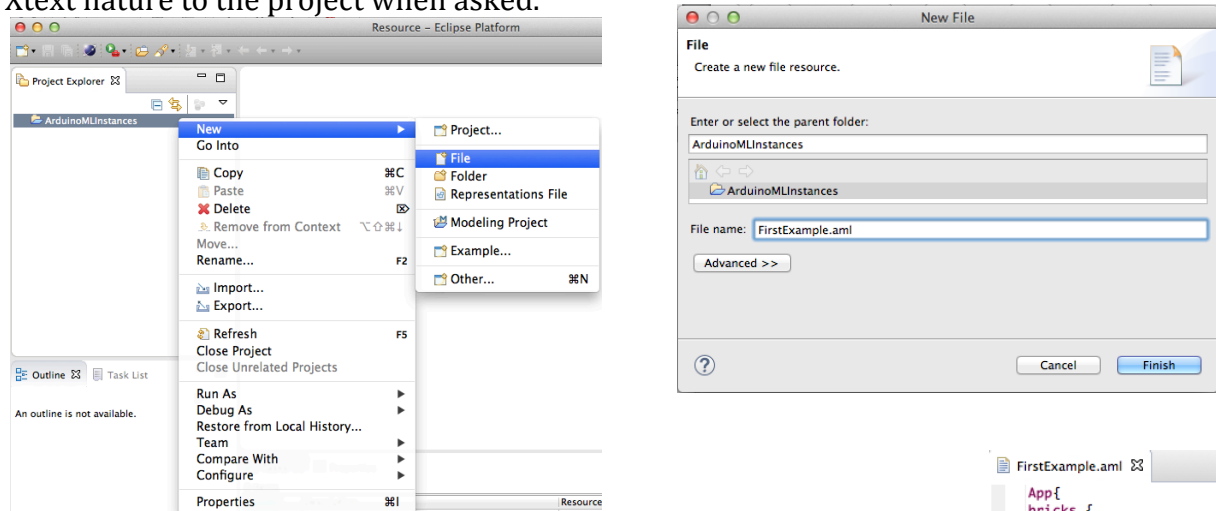 Xtext nature to the project when asked.
Resource – Eclipse Platform
Project Explorer
ArduinoMLInstances
New
Go Into
Copy ⌘C
Paste ⌘V
Delete ⌦
Remove from Context ⌥⇧⌘↓
Move...
Rename... F2
Import...
Export...
Refresh F5
Close Project
Close Unrelated Projects
Run As
Debug As
Restore from Local History...
Team
Compare With
Configure
Properties ⌘I
Project...
File
Folder
Representations File
Modeling Project
Example...
Other... ⌘N
Outline Task List
An outline is not available.
Resource
New File
File
Create a new file resource.
Enter or select the parent folder:
ArduinoMLInstances
ArduinoMLInstances
File name: FirstExample.aml
Advanced >>
?
Cancel Finish
FirstExample.aml
App{
bricks {